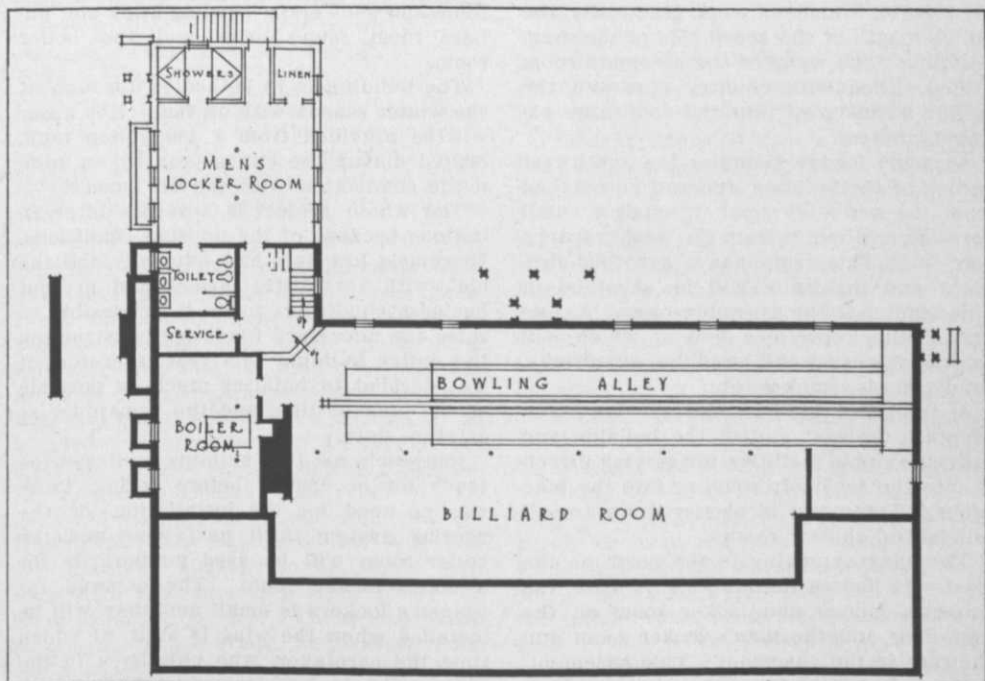 SHOWERS
LINEN
MEN'S
LOCKER ROOM
TOILET
SERVICE
BOWLING ALLEY
BOILER
ROOM
BILLIARD ROOM